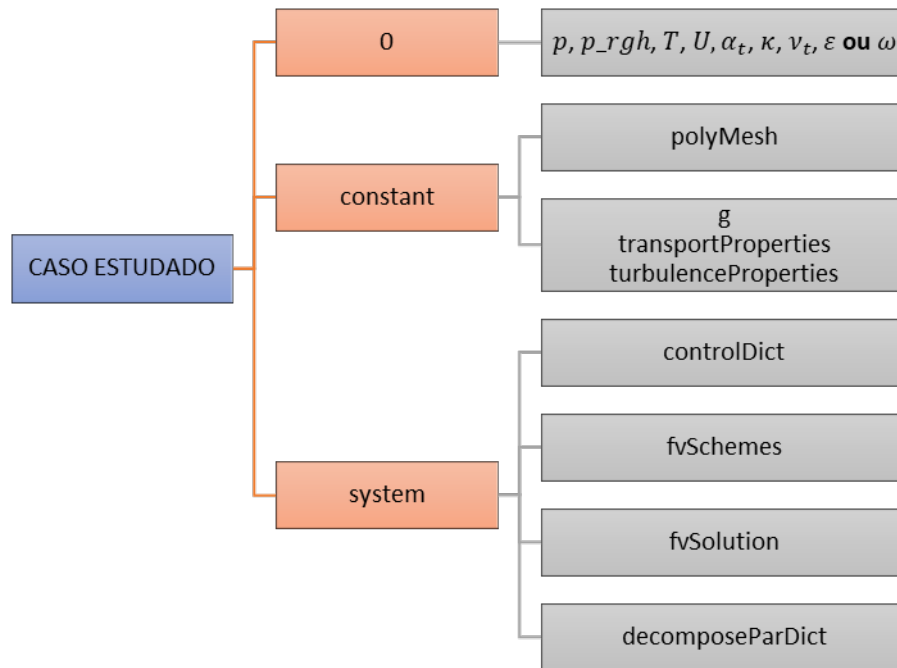 0
p, p_rgh, T, U, αₜ, κ, νₜ, ε ou ω
polyMesh
constant
g
transportProperties
turbulenceProperties
CASO ESTUDADO
controlDict
fvSchemes
system
fvSolution
decomposeParDict